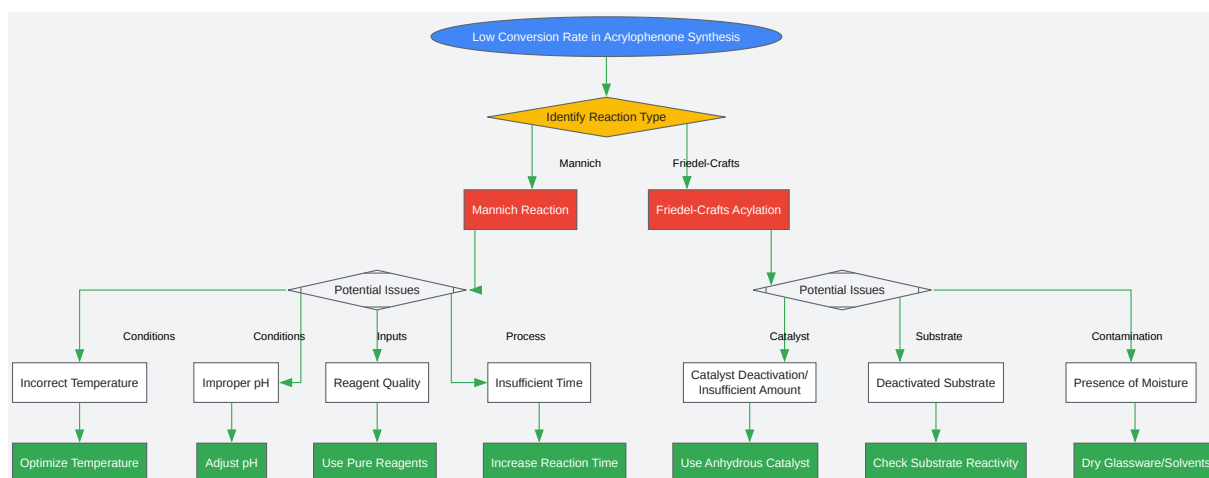 Low Conversion Rate in Acrylophenone Synthesis
Identify Reaction Type
Mannich
Friedel-Crafts
Mannich Reaction
Friedel-Crafts Acylation
Potential Issues
Potential Issues
Conditions
Conditions
Inputs
Process
Catalyst
Substrate
Contamination
Incorrect Temperature
Improper pH
Reagent Quality
Insufficient Time
Catalyst Deactivation/
Insufficient Amount
Deactivated Substrate
Presence of Moisture
Optimize Temperature
Adjust pH
Use Pure Reagents
Increase Reaction Time
Use Anhydrous Catalyst
Check Substrate Reactivity
Dry Glassware/Solvents